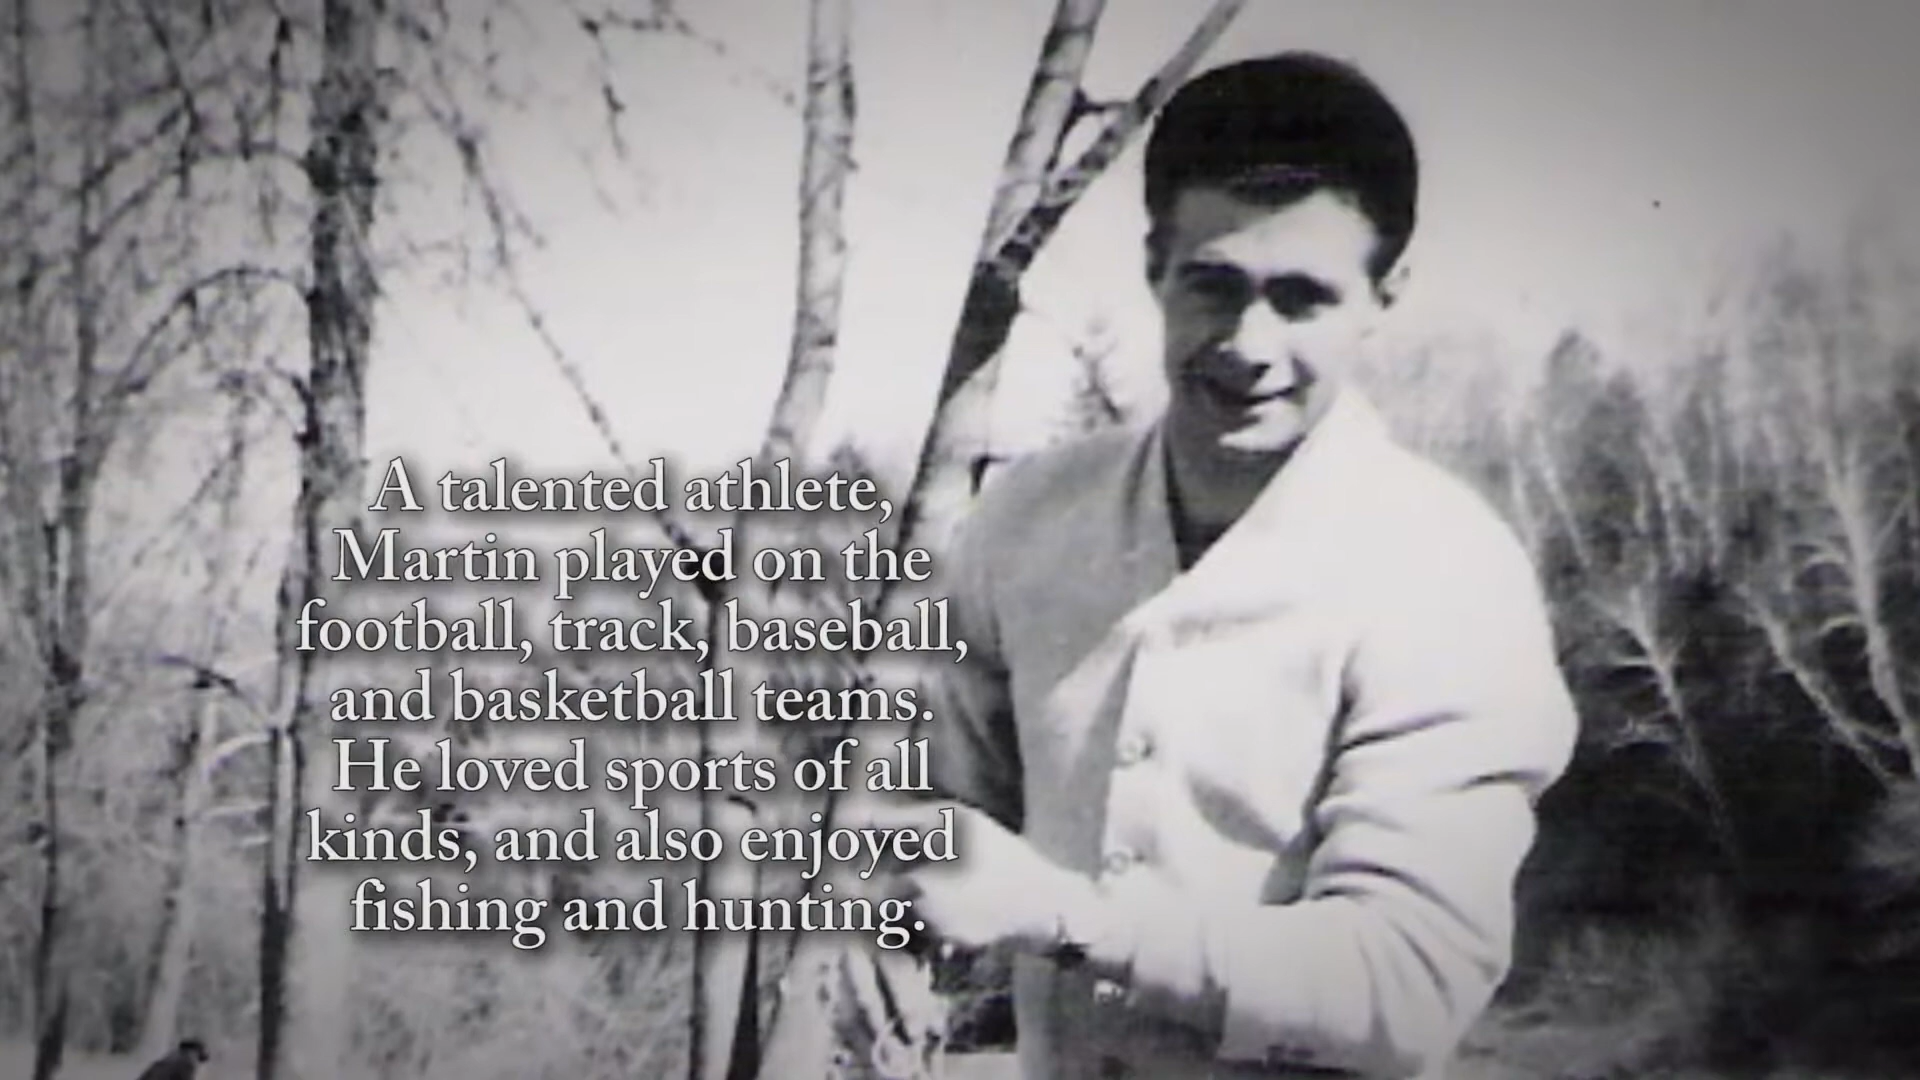 A talented athlete,
Martin played on the
football, track, baseball,
and basketball teams.
He loved sports of all
kinds, and also enjoyed
fishing and hunting.